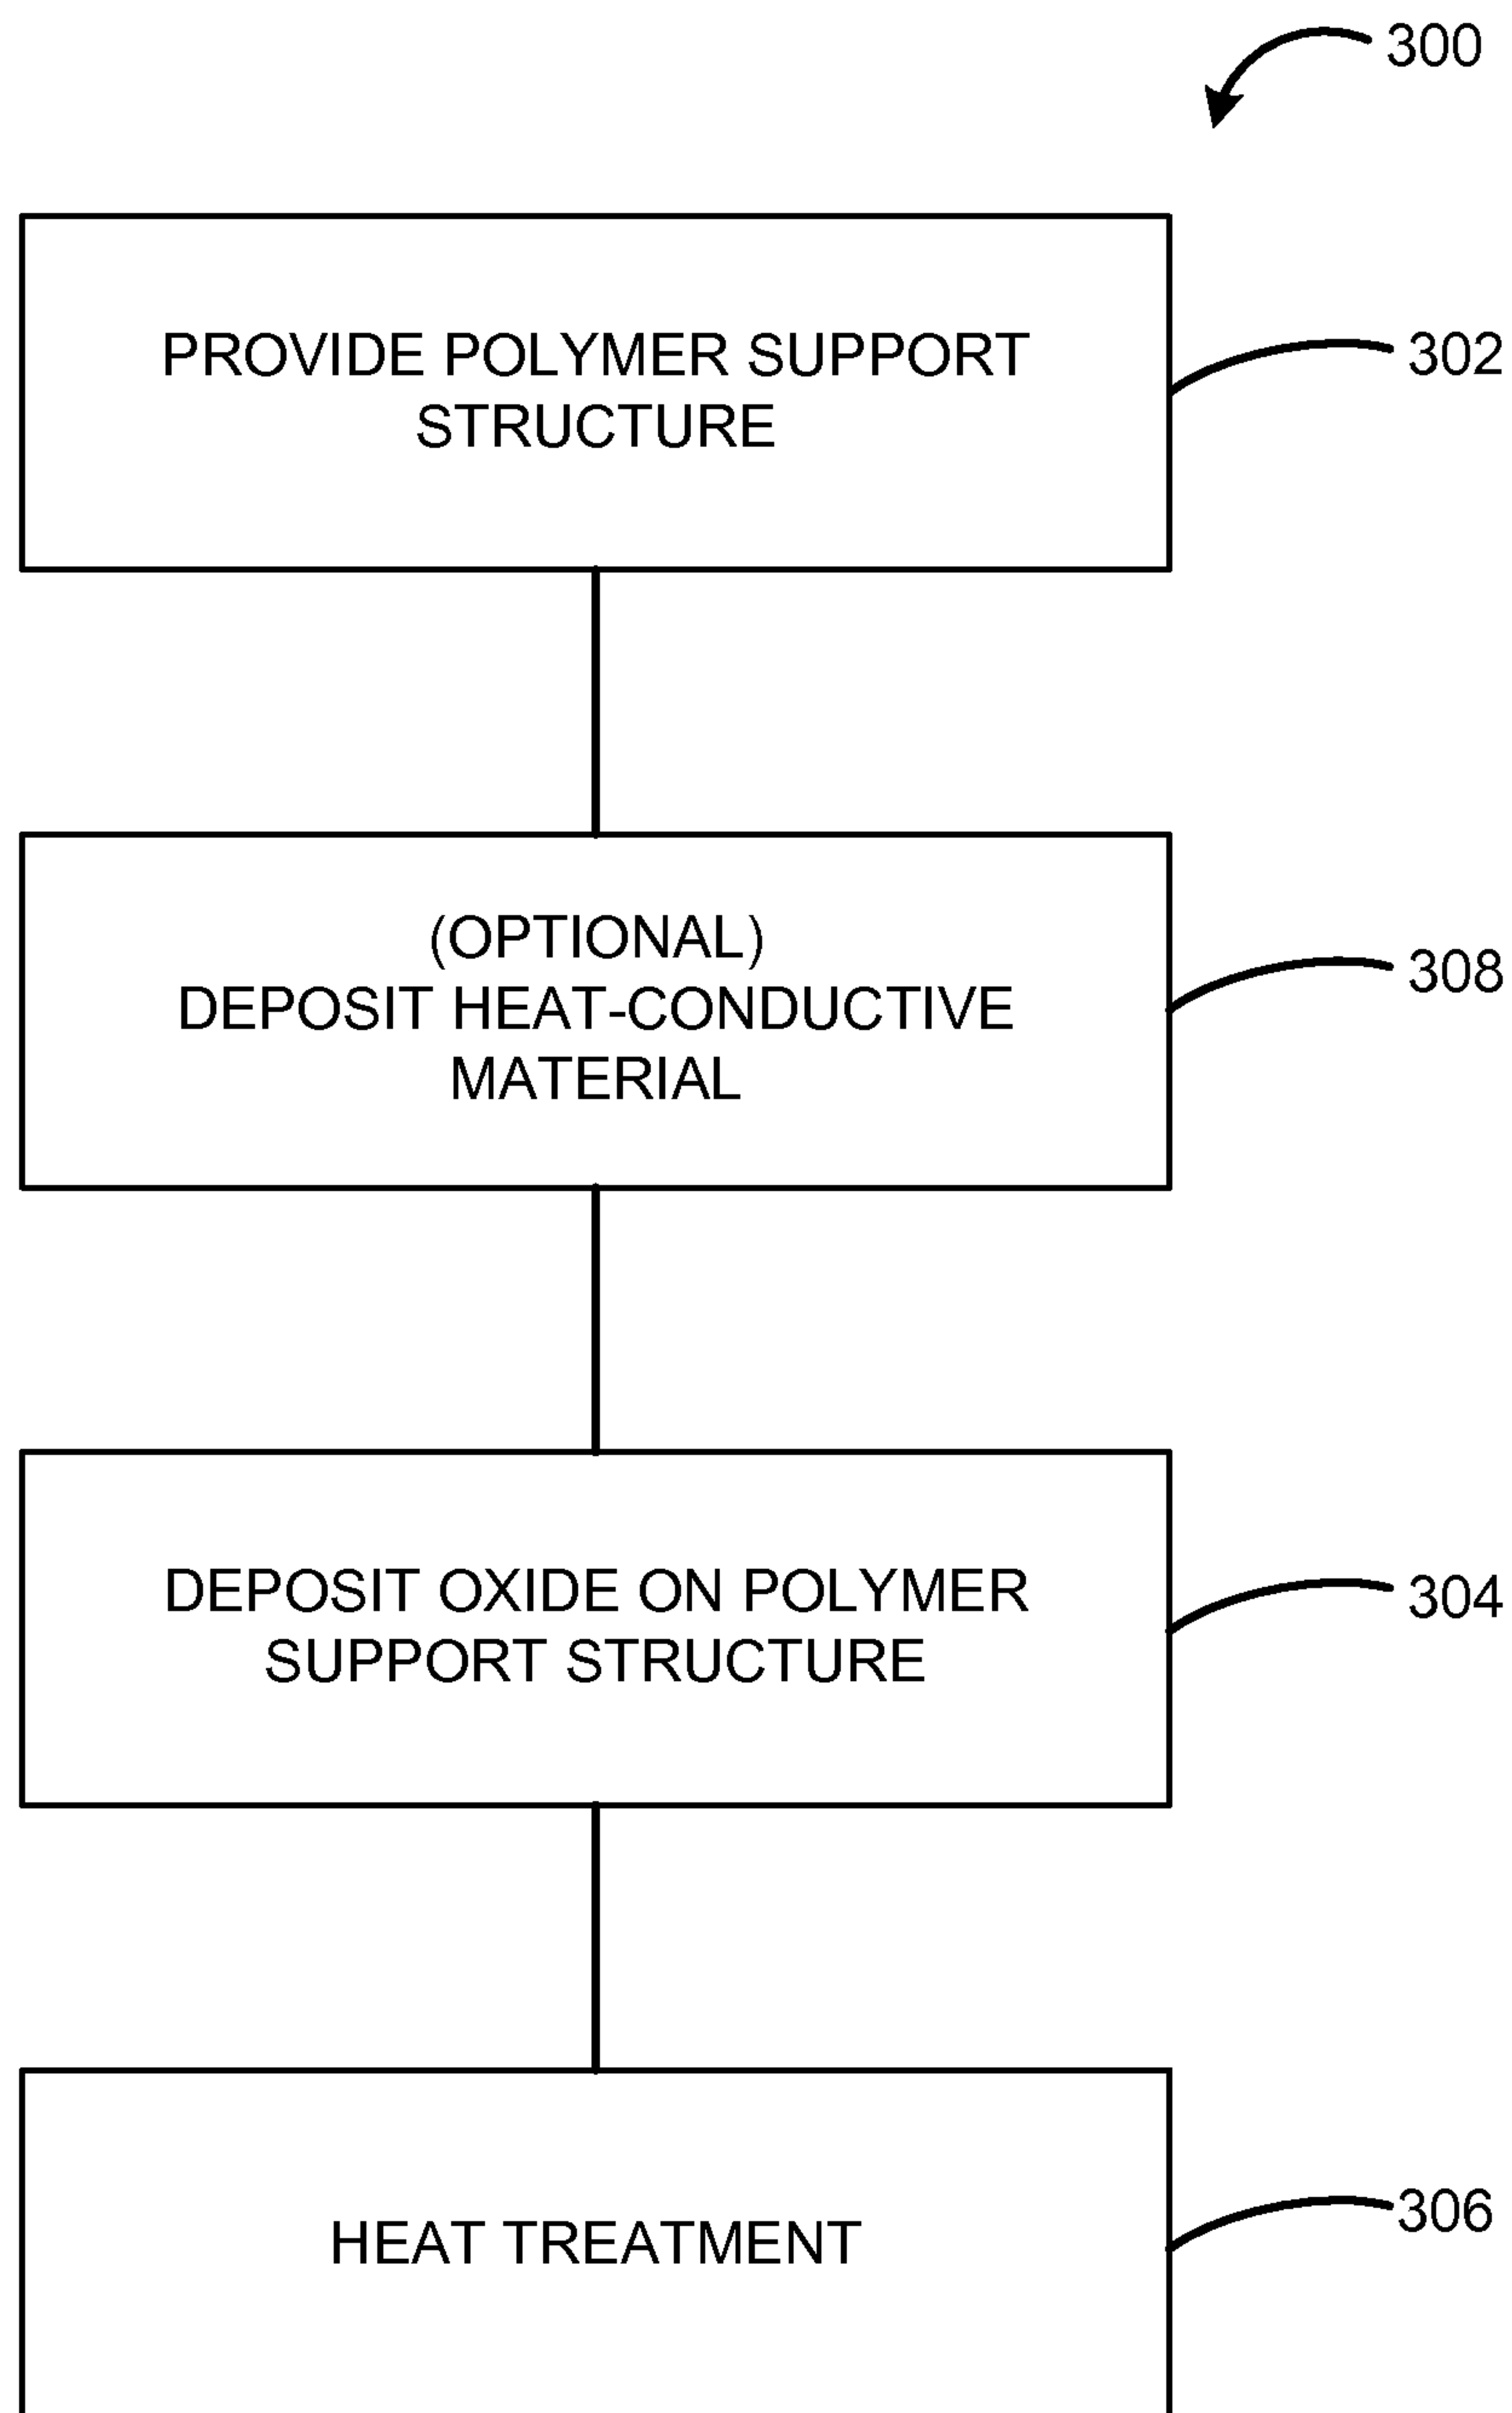 300
PROVIDE POLYMER SUPPORT
STRUCTURE
302
(OPTIONAL)
DEPOSIT HEAT-CONDUCTIVE
MATERIAL
308
DEPOSIT OXIDE ON POLYMER
SUPPORT STRUCTURE
304
HEAT TREATMENT
306